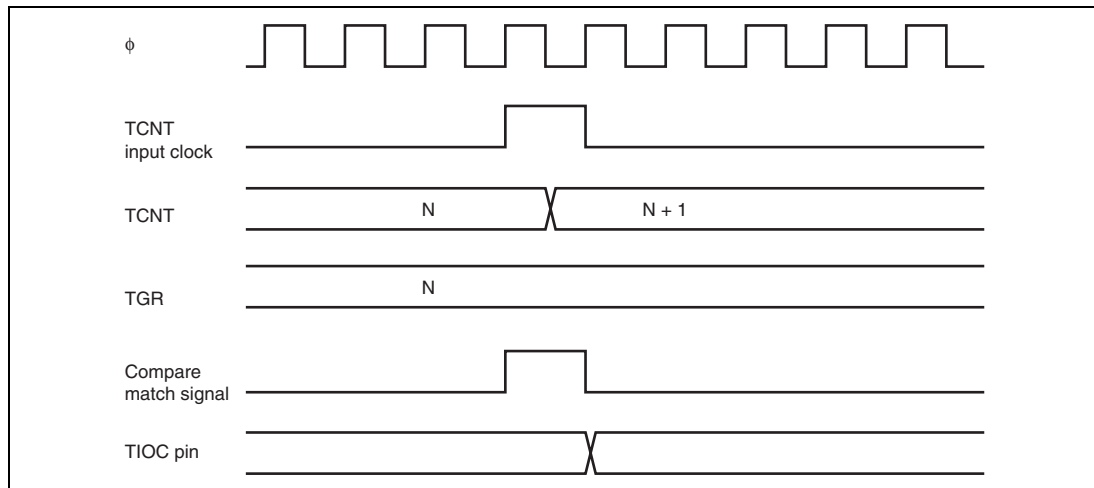 ϕ
TCNT
input clock
TCNT N N + 1
TGR N
Compare
match signal
TIOC pin